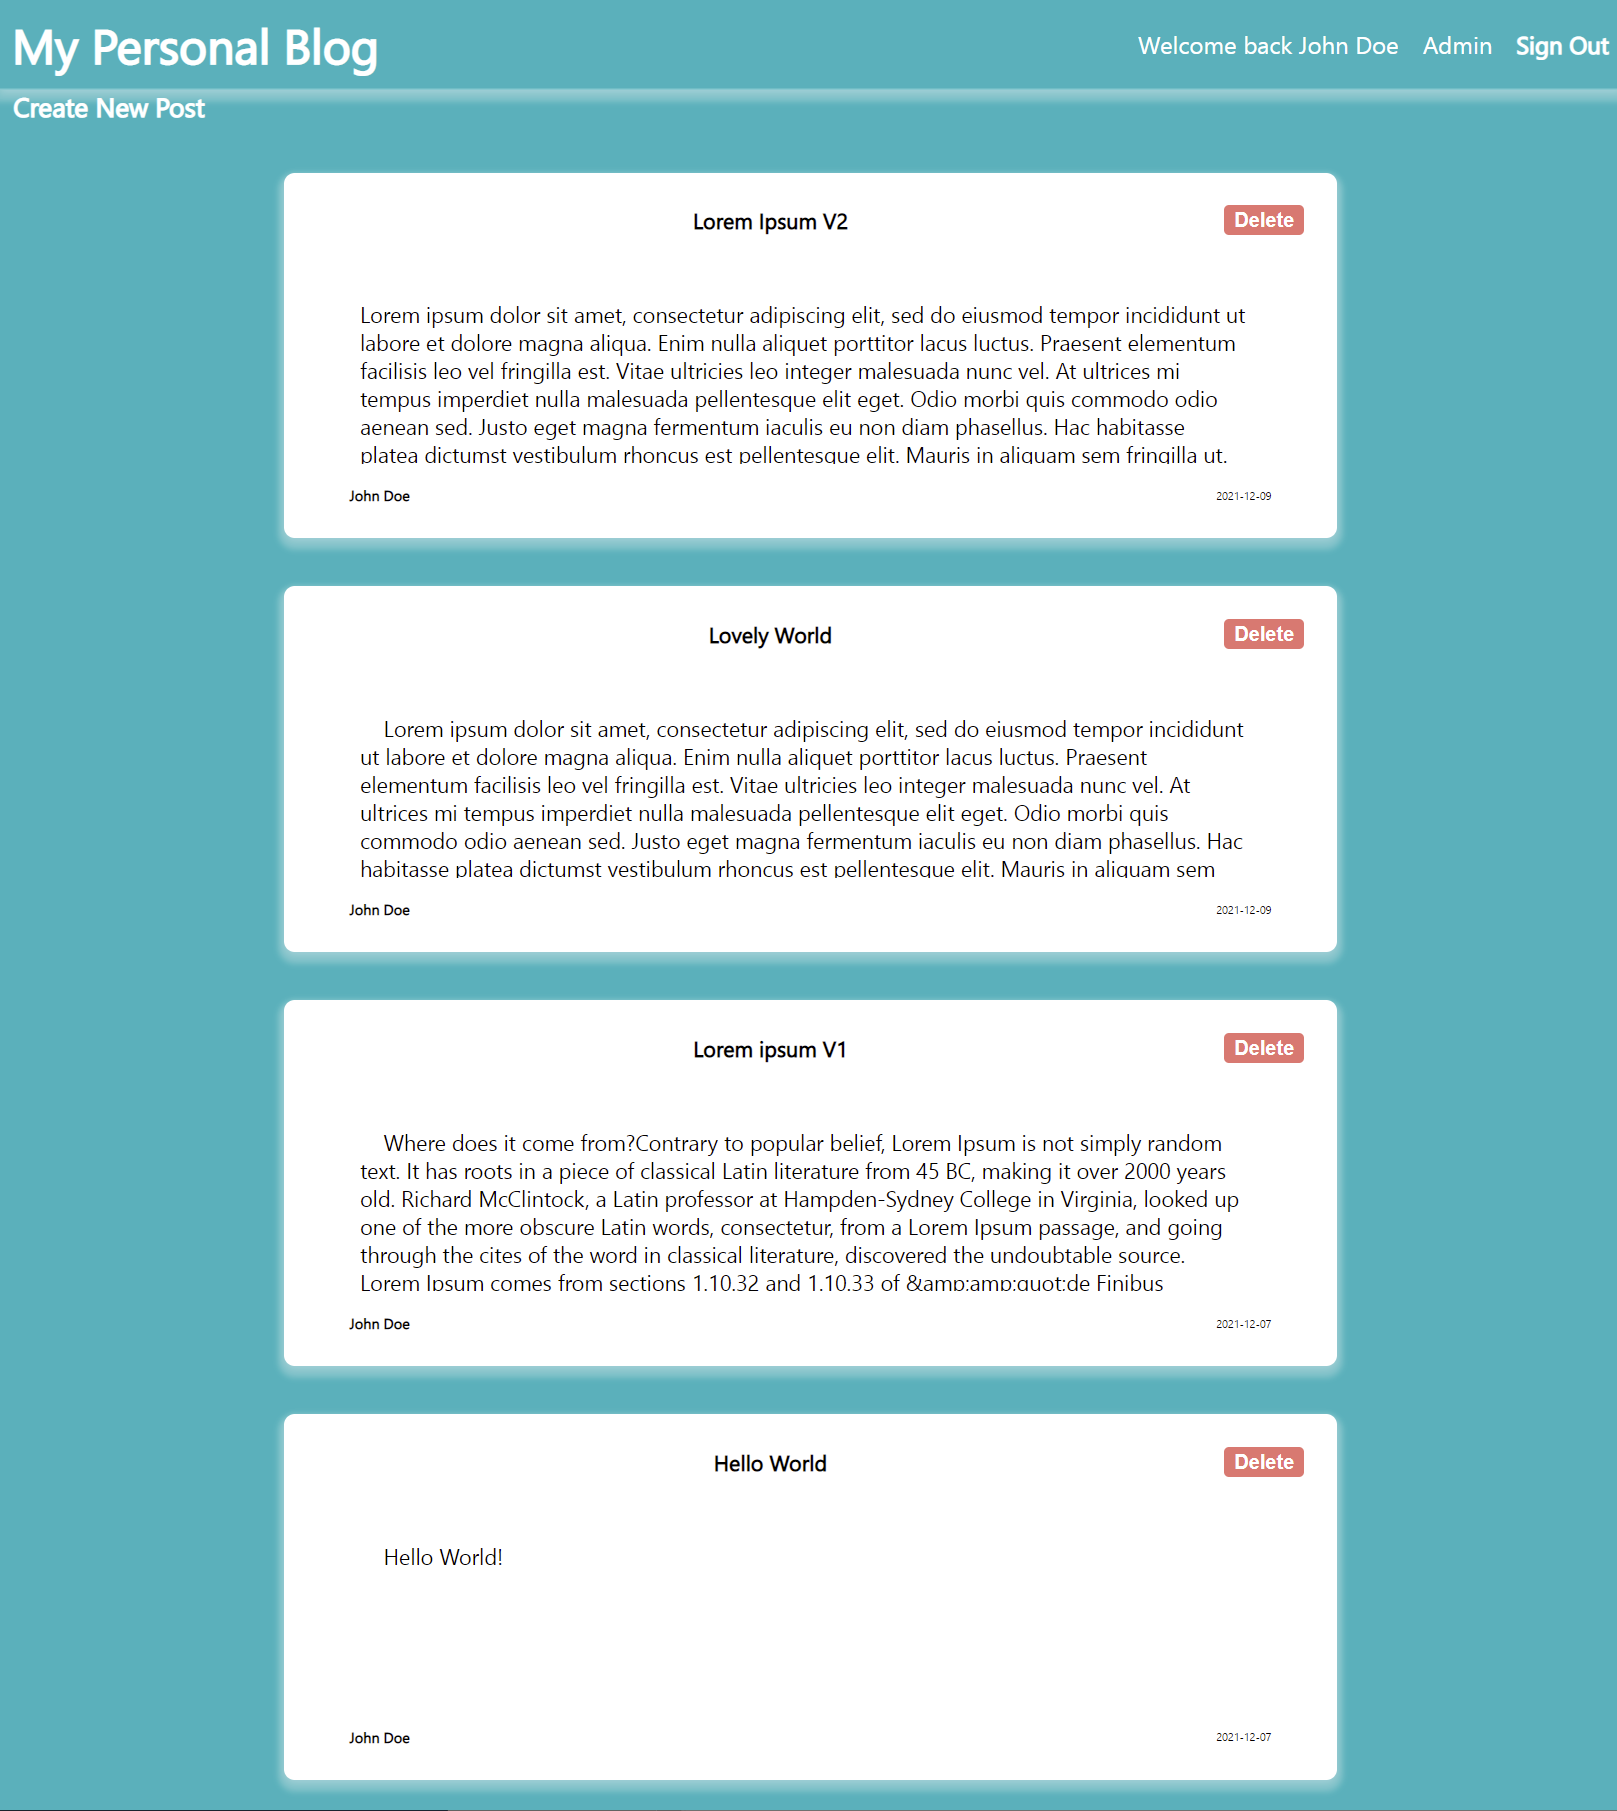 My Personal Blog
Welcome back John Doe Admin Sign Out
Create New Post
Lorem Ipsum V2
Delete
Lorem ipsum dolor sit amet, consectetur adipiscing elit, sed do eiusmod tempor incididunt ut
labore et dolore magna aliqua. Enim nulla aliquet porttitor lacus luctus. Praesent elementum
facilisis leo vel fringilla est. Vitae ultricies leo integer malesuada nunc vel. At ultrices mi
tempus imperdiet nulla malesuada pellentesque elit eget. Odio morbi quis commodo odio
aenean sed. Justo eget magna fermentum iaculis eu non diam phasellus. Hac habitasse
platea dictumst vestibulum rhoncus est pellentesque elit. Mauris in aliquam sem fringilla ut.
John Doe
2021-12-09
Lovely World
Delete
Lorem ipsum dolor sit amet, consectetur adipiscing elit, sed do eiusmod tempor incididunt
ut labore et dolore magna aliqua. Enim nulla aliquet porttitor lacus luctus. Praesent
elementum facilisis leo vel fringilla est. Vitae ultricies leo integer malesuada nunc vel. At
ultrices mi tempus imperdiet nulla malesuada pellentesque elit eget. Odio morbi quis
commodo odio aenean sed. Justo eget magna fermentum iaculis eu non diam phasellus. Hac
habitasse platea dictumst vestibulum rhoncus est pellentesque elit. Mauris in aliquam sem
John Doe
2021-12-09
Lorem ipsum V1
Delete
Where does it come from?Contrary to popular belief, Lorem Ipsum is not simply random
text. It has roots in a piece of classical Latin literature from 45 BC, making it over 2000 years
old. Richard McClintock, a Latin professor at Hampden-Sydney College in Virginia, looked up
one of the more obscure Latin words, consectetur, from a Lorem Ipsum passage, and going
through the cites of the word in classical literature, discovered the undoubtable source.
Lorem Ipsum comes from sections 1.10.32 and 1.10.33 of &amp;amp;quot;de Finibus
John Doe
2021-12-07
Hello World
Delete
Hello World!
John Doe
2021-12-07